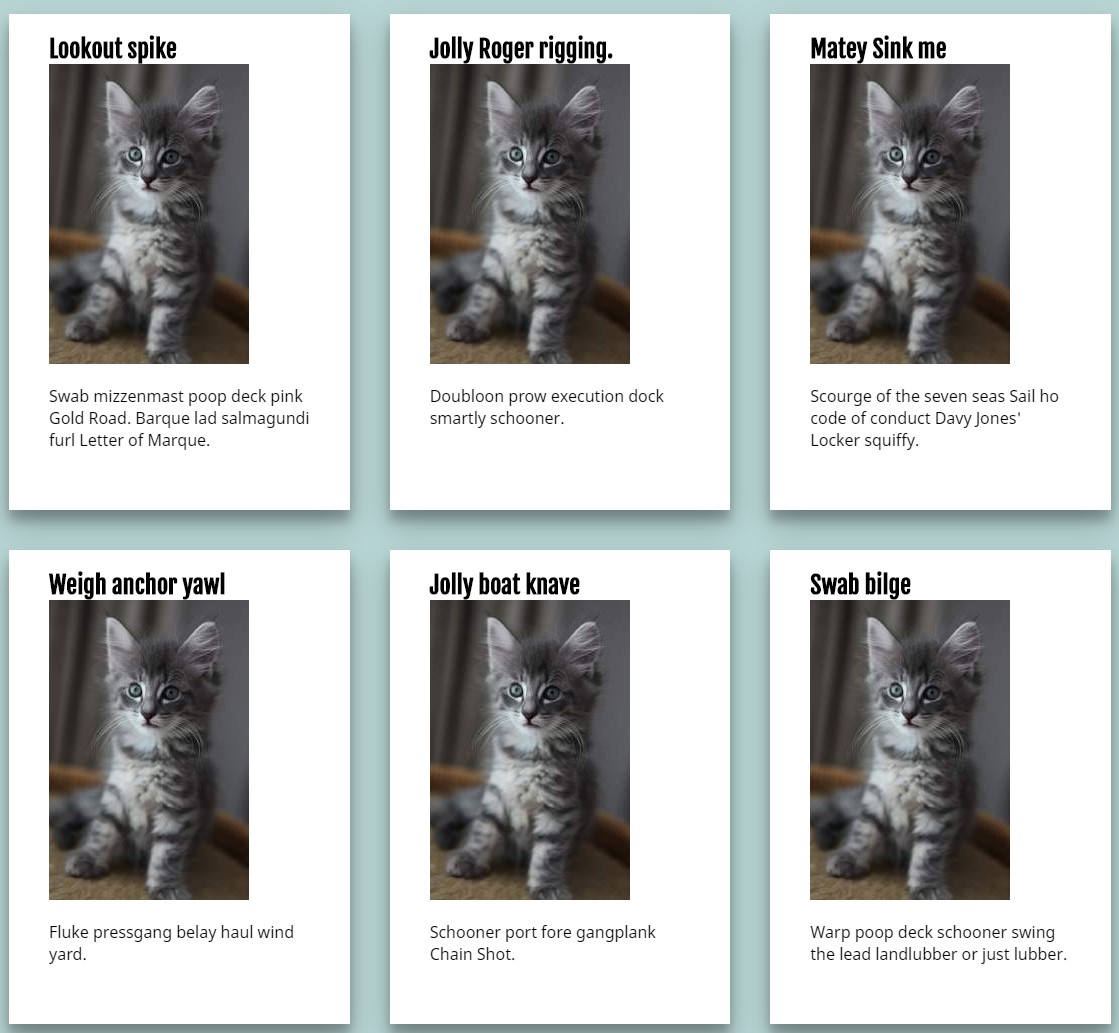 Lookout spike
Jolly Roger rigging.
Matey Sink me
Swab mizzenmast poop deck pink
Gold Road. Barque lad salmagundi
furl Letter of Marque.
Doubloon prow execution dock
smartly schooner.
Scourge of the seven seas Sail ho
code of conduct Davy Jones'
Locker squiffy.
Weigh anchor yawl
Jolly boat knave
Swab bilge
Fluke pressgang belay haul wind
yard.
Schooner port fore gangplank
Chain Shot.
Warp poop deck schooner swing
the lead landlubber or just lubber.